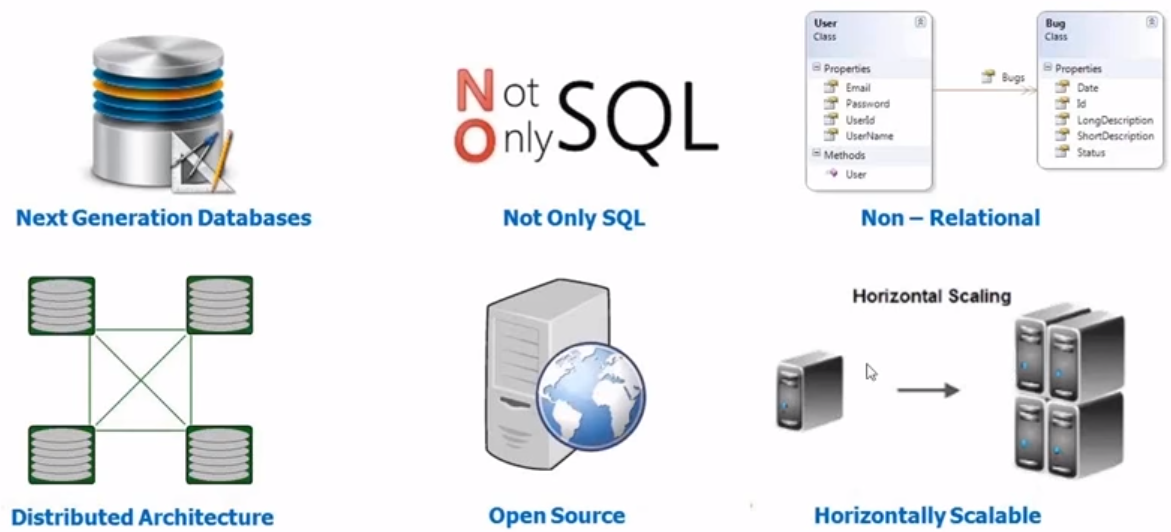 Not
Only SQL
User
Class
Properties
Email
Password
UserId
UserName
Methods
User
Bugs
Bug
Class
Properties
Date
Id
LongDescription
ShortDescription
Status
Next Generation Databases
Not Only SQL
Non – Relational
Horizontal Scaling
Distributed Architecture
Open Source
Horizontally Scalable